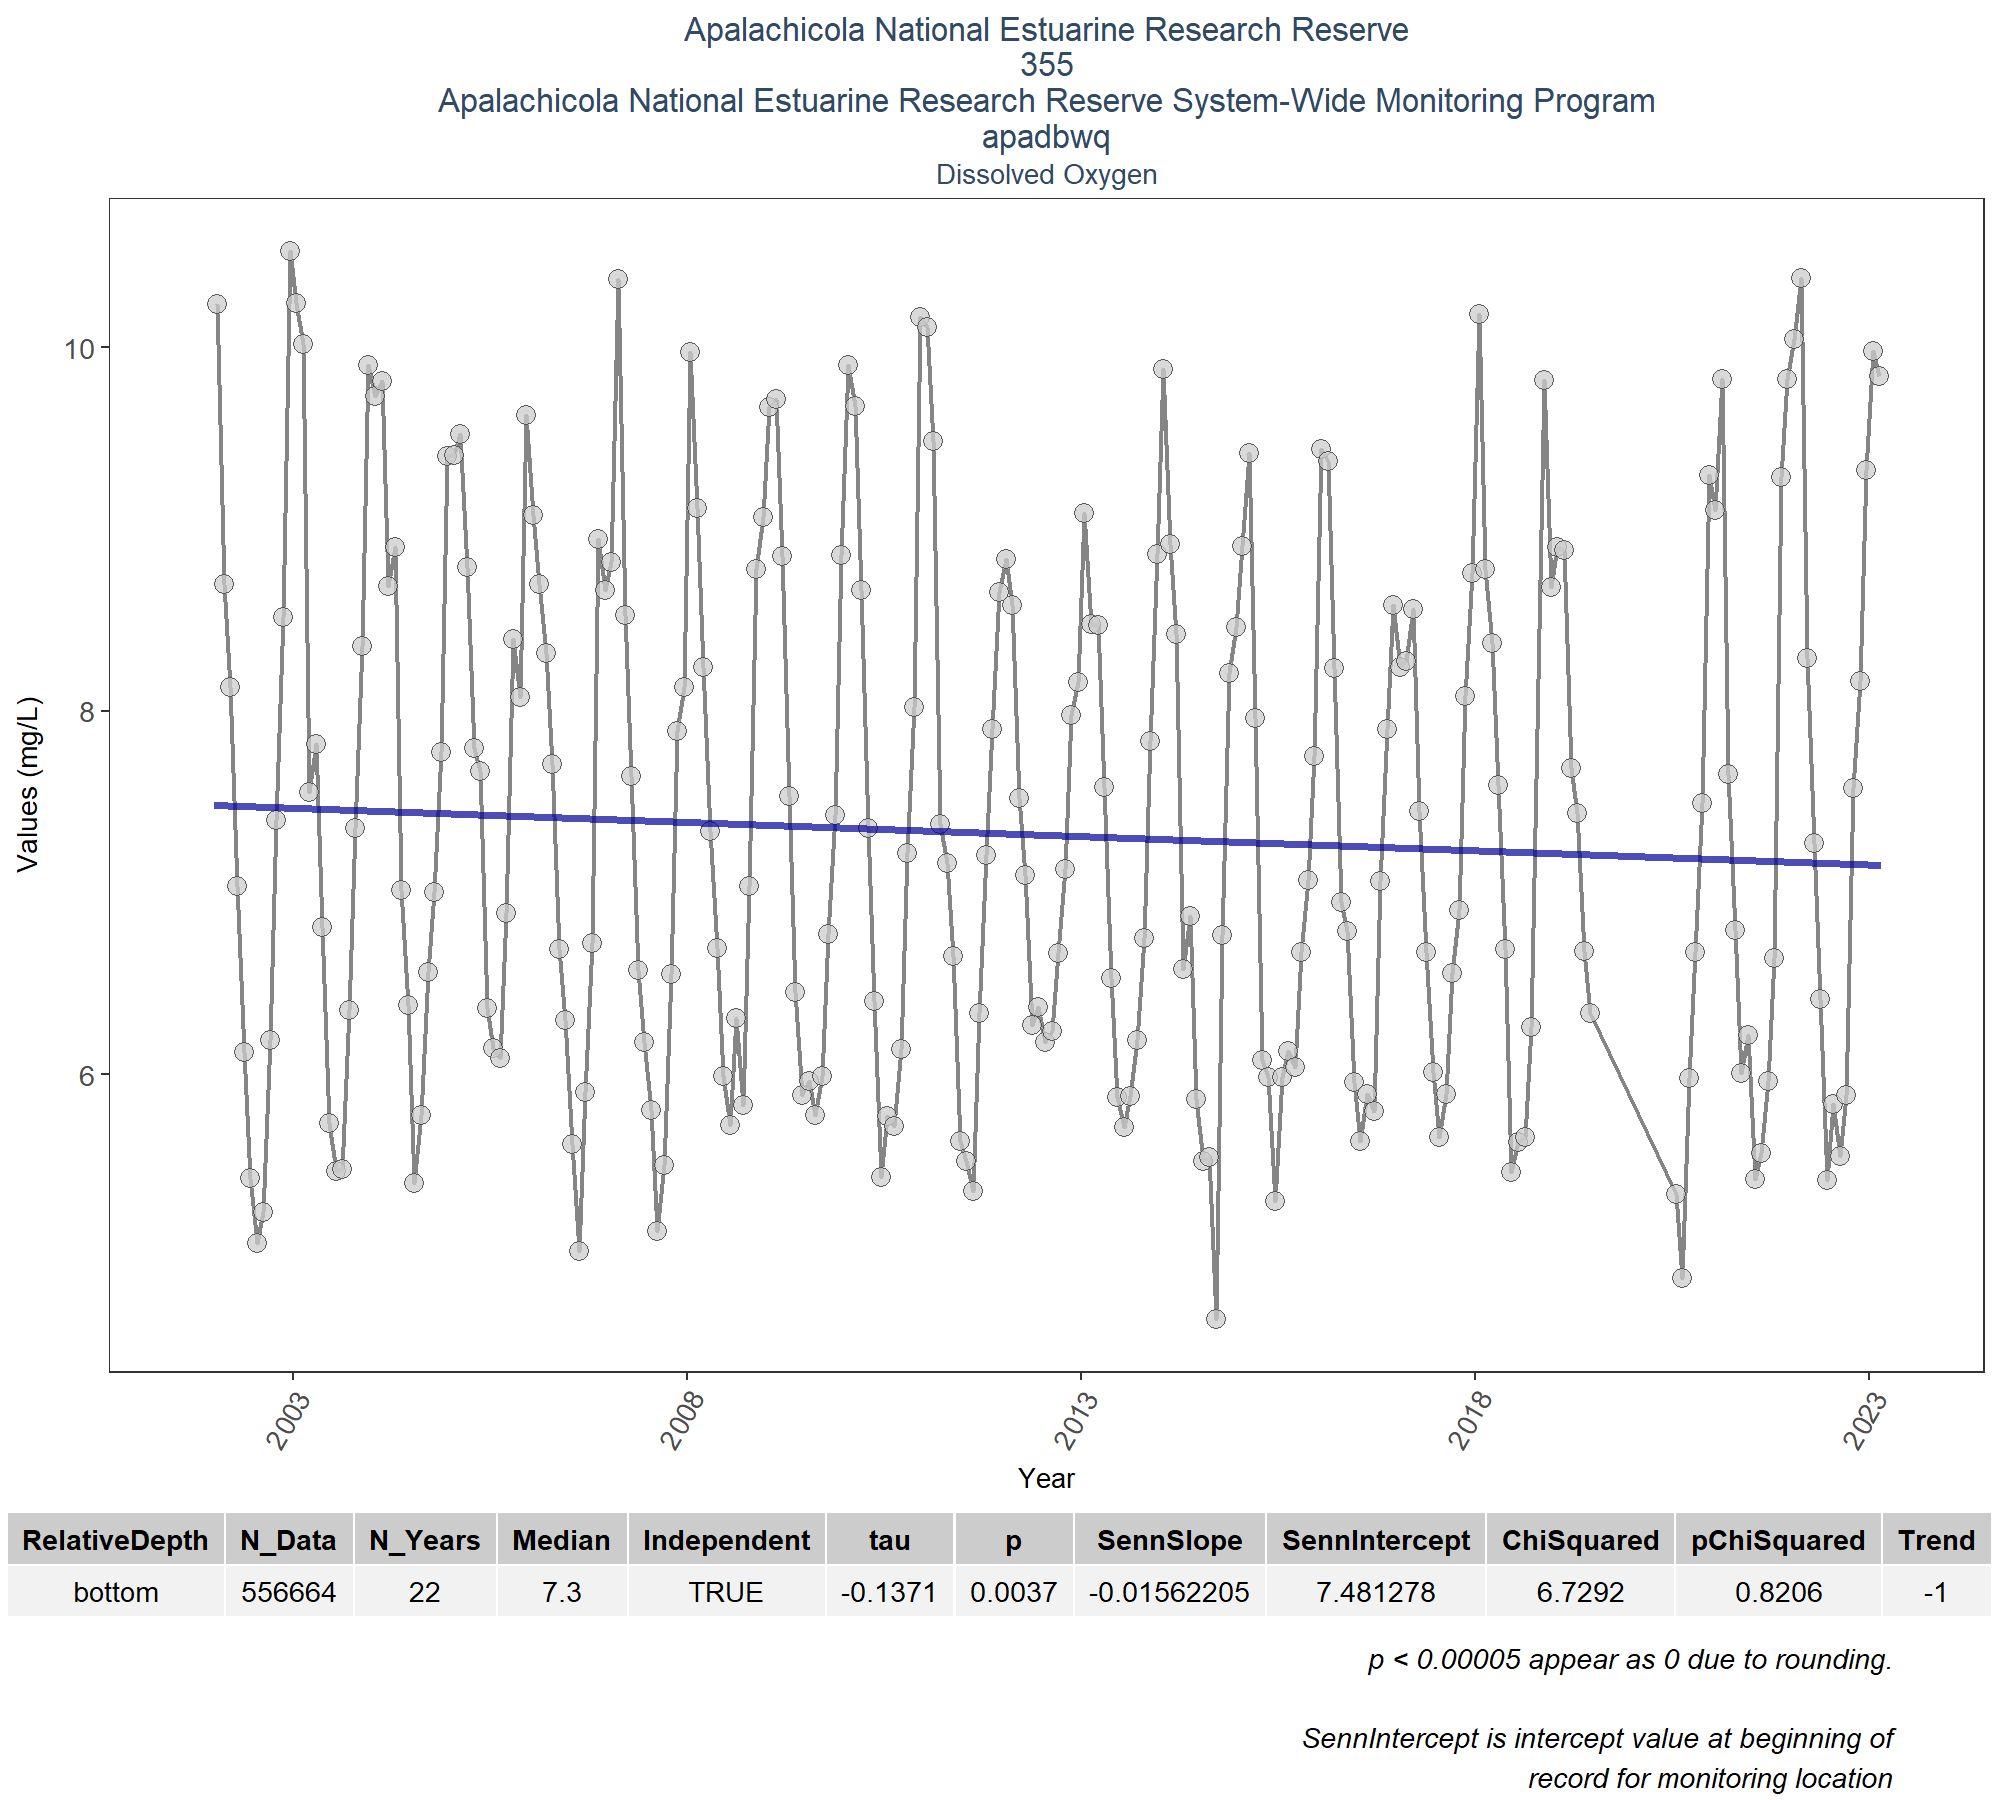 Apalachicola National Estuarine Research Reserve
355
Apalachicola National Estuarine Research Reserve System-Wide Monitoring Program
apadbwq
Dissolved Oxygen
10
8
6
Values (mg/L)
2003 2008 2013 2018 2023
Year
RelativeDepth N_Data N_Years Median Independent tau p SennSlope SennIntercept ChiSquared pChiSquared Trend
bottom 556664 22 7.3 TRUE -0.1371 0.0037 -0.01562205 7.481278 6.7292 0.8206 -1
p < 0.00005 appear as 0 due to rounding.
SennIntercept is intercept value at beginning of
record for monitoring location